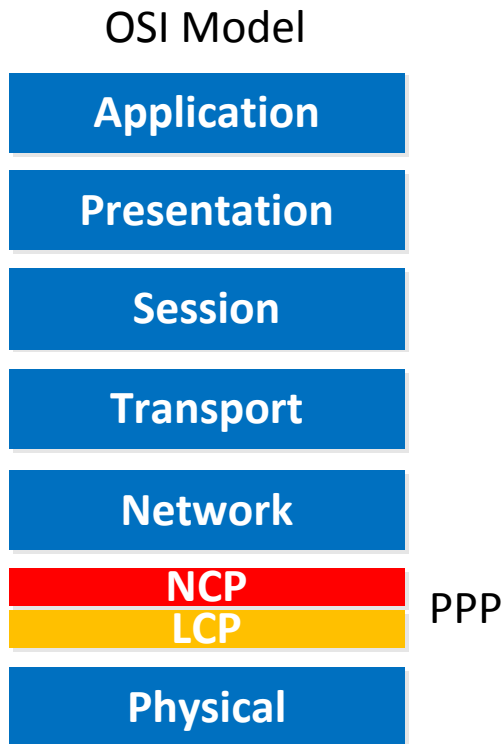 OSI Model
Application
Presentation
Session
Transport
Network
NCP
LCP
PPP
Physical